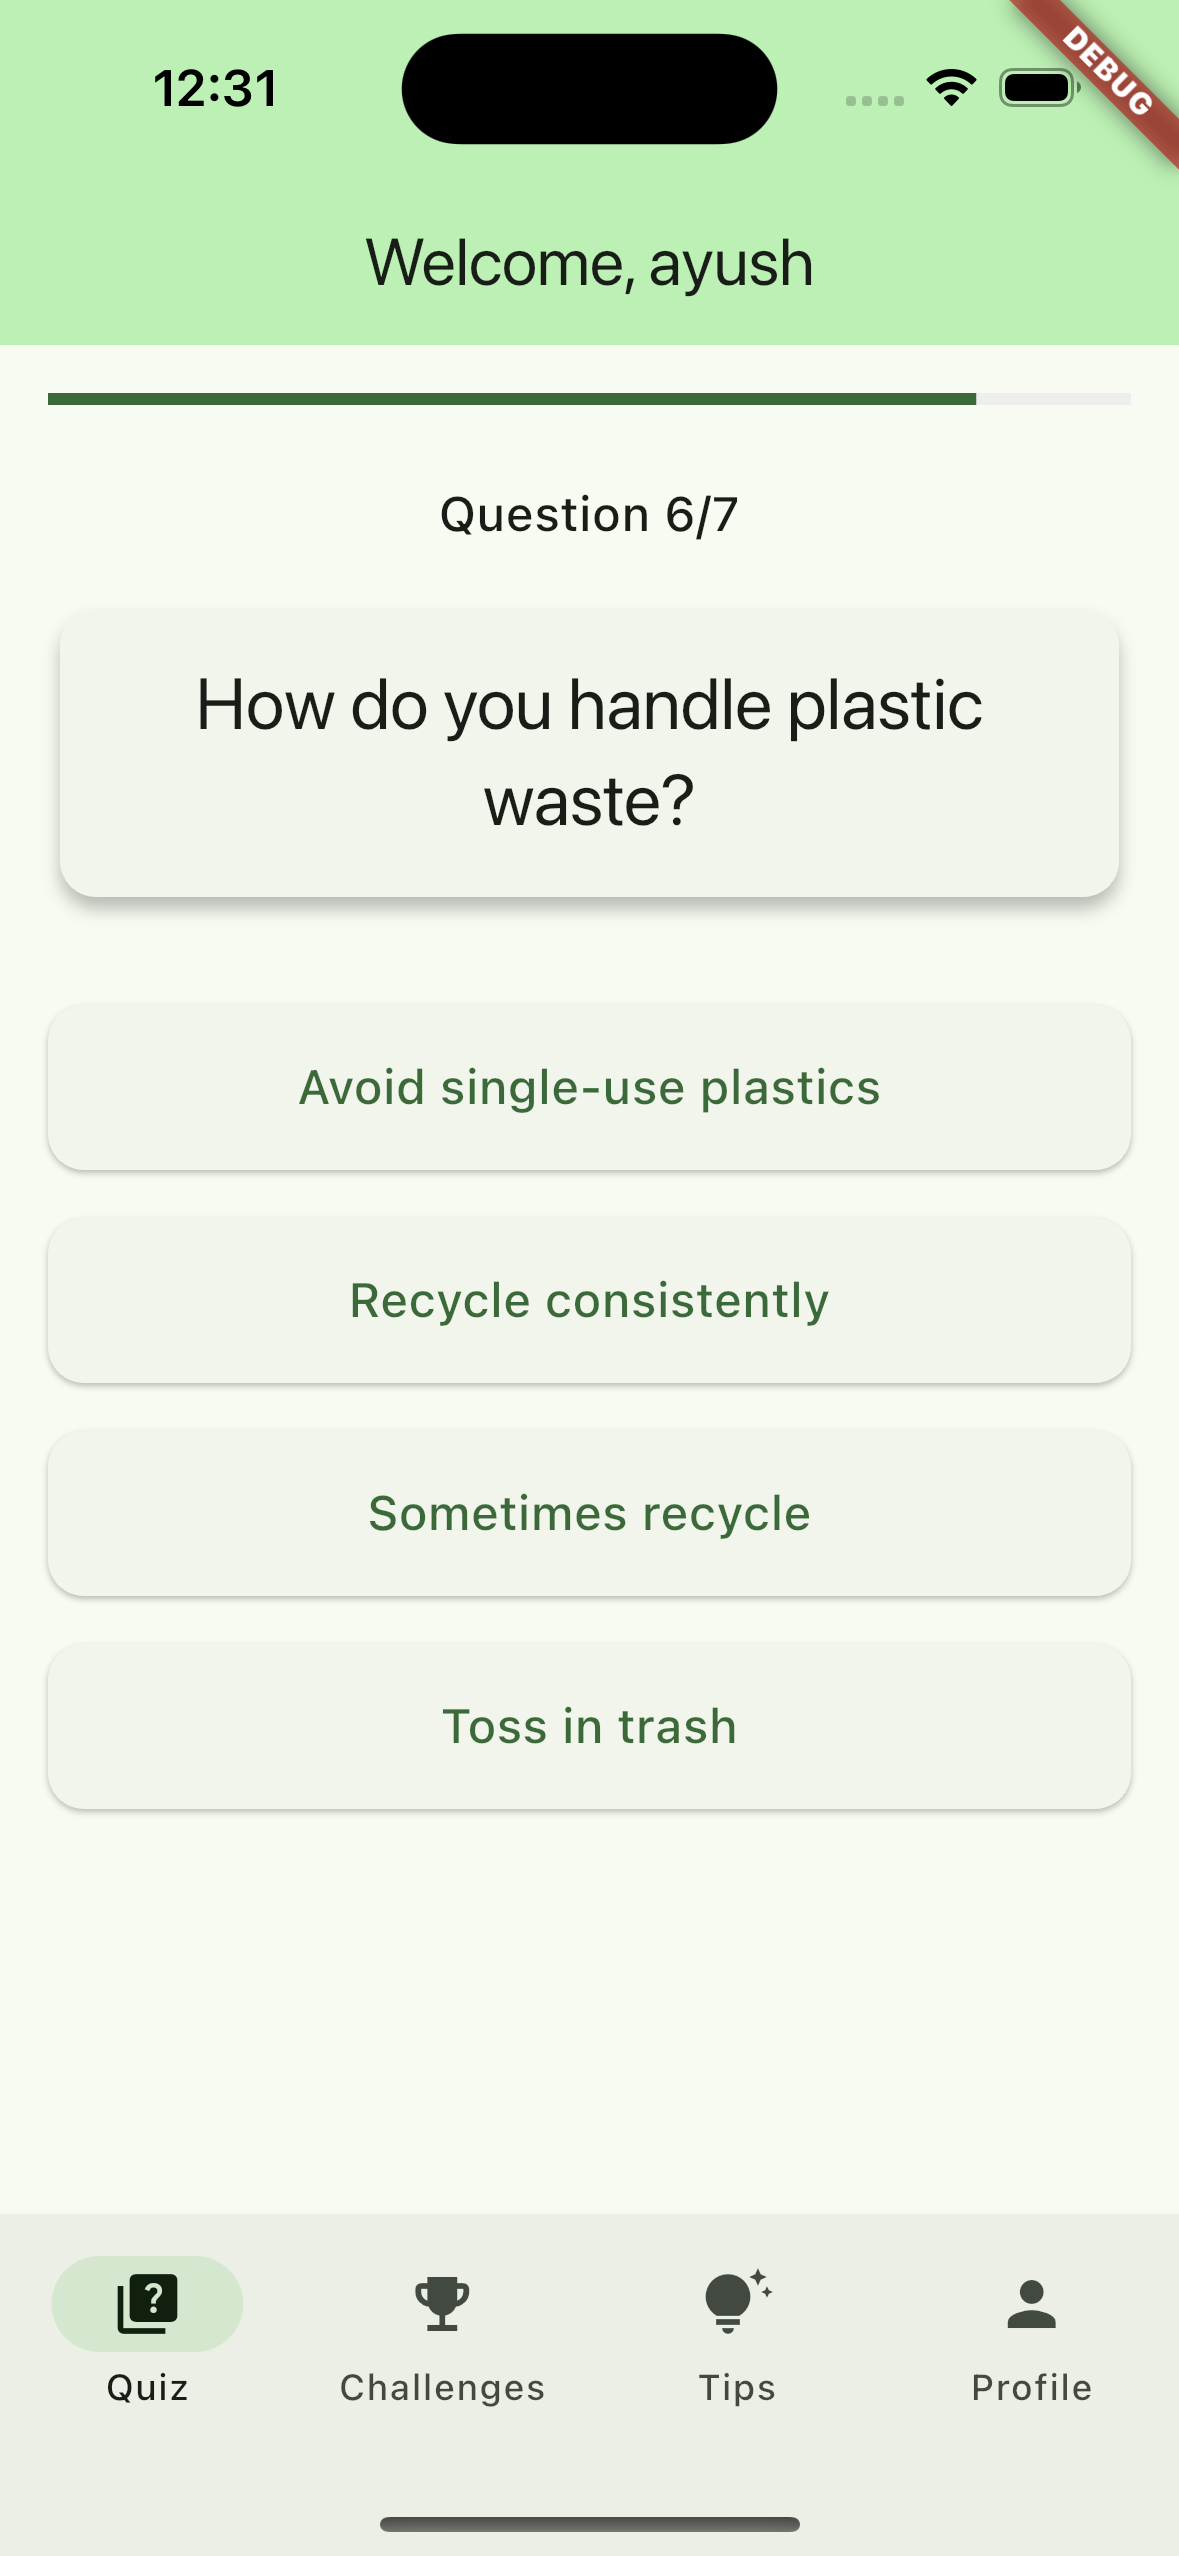 12:31
DEBUG
Welcome, ayush
Question 6/7
How do you handle plastic
waste?
Avoid single-use plastics
Recycle consistently
Sometimes recycle
Toss in trash
?
Quiz
Challenges
Tips
Profile